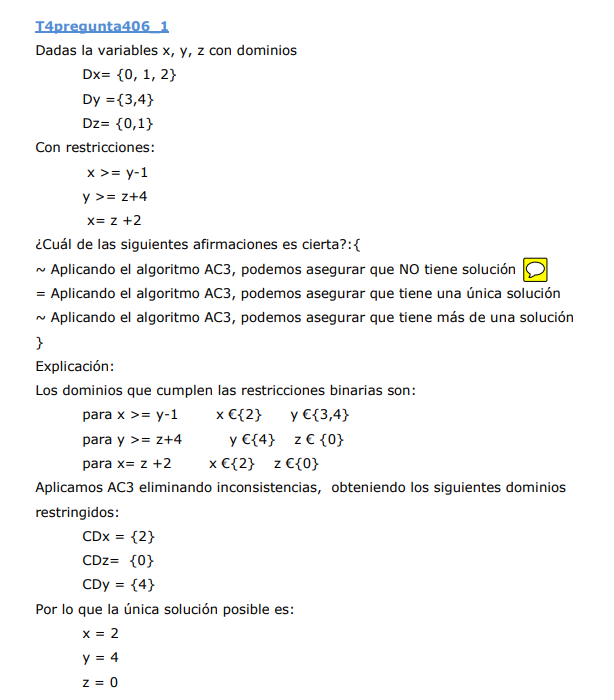 T4pregunta406_1
Dadas la variables x, y, z con dominios
Dx= {0, 1, 2}
Dy ={3,4}
Dz= {0,1}
Con restricciones:
x >= y-1
y >= z+4
x= z +2
¿Cuál de las siguientes afirmaciones es cierta?:{
~ Aplicando el algoritmo AC3, podemos asegurar que NO tiene solución
= Aplicando el algoritmo AC3, podemos asegurar que tiene una única solución
~ Aplicando el algoritmo AC3, podemos asegurar que tiene más de una solución
}
Explicación:
Los dominios que cumplen las restricciones binarias son:
para x >= y-1 x €{2} y €{3,4}
para y >= z+4 y €{4} z € {0}
para x= z +2 x €{2} z €{0}
Aplicamos AC3 eliminando inconsistencias, obteniendo los siguientes dominios
restringidos:
CDx = {2}
CDz= {0}
CDy = {4}
Por lo que la única solución posible es:
x = 2
y = 4
z = 0